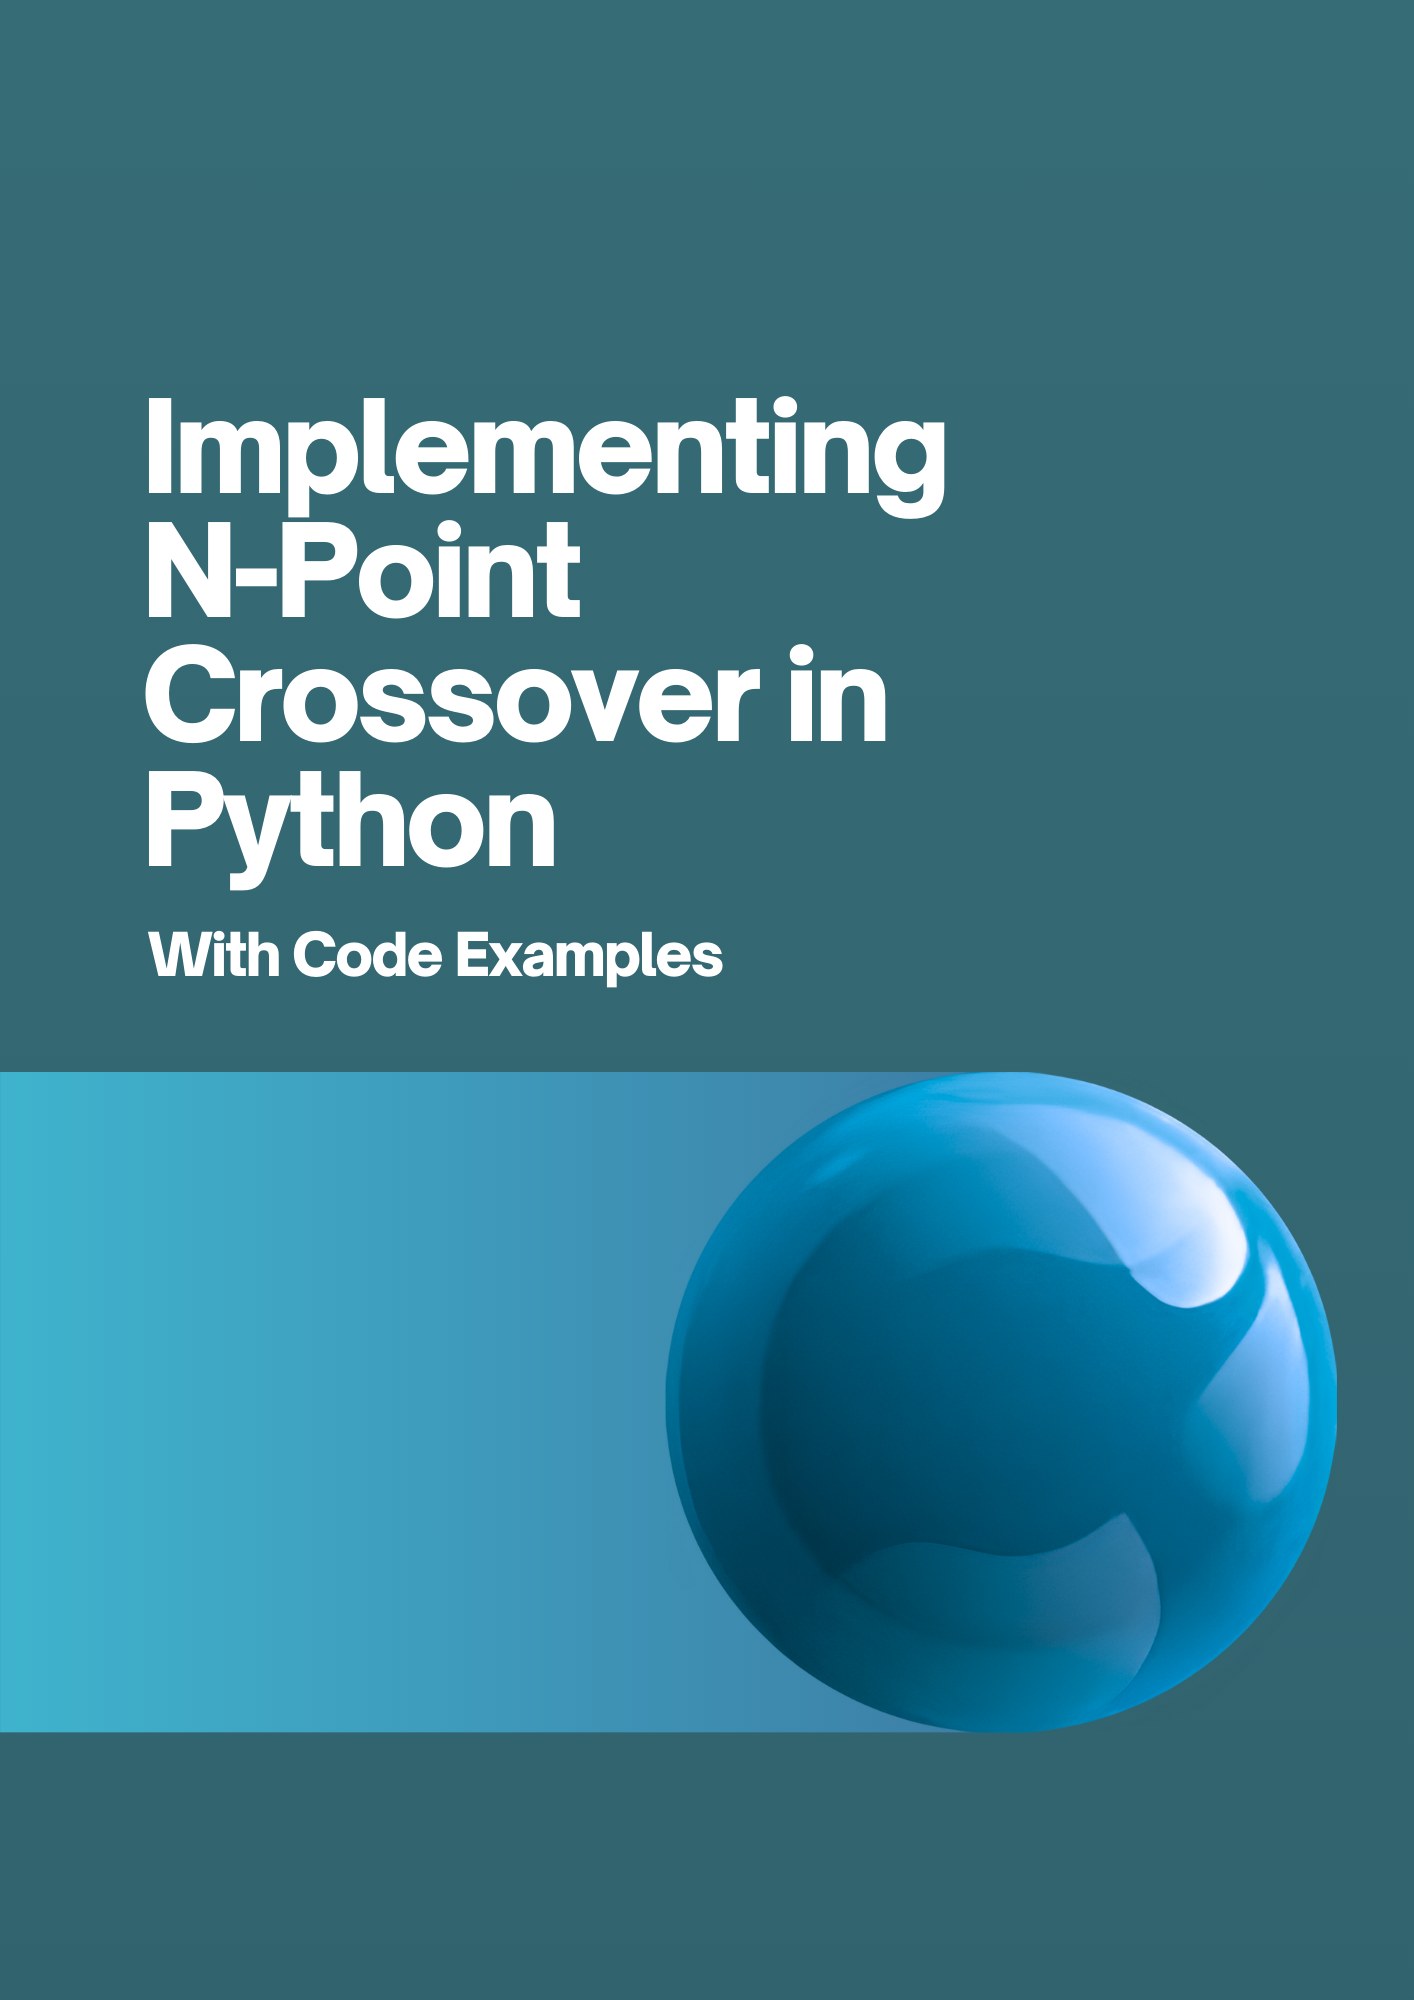 Implementing
N-Point
Crossover in
Python
With Code Examples